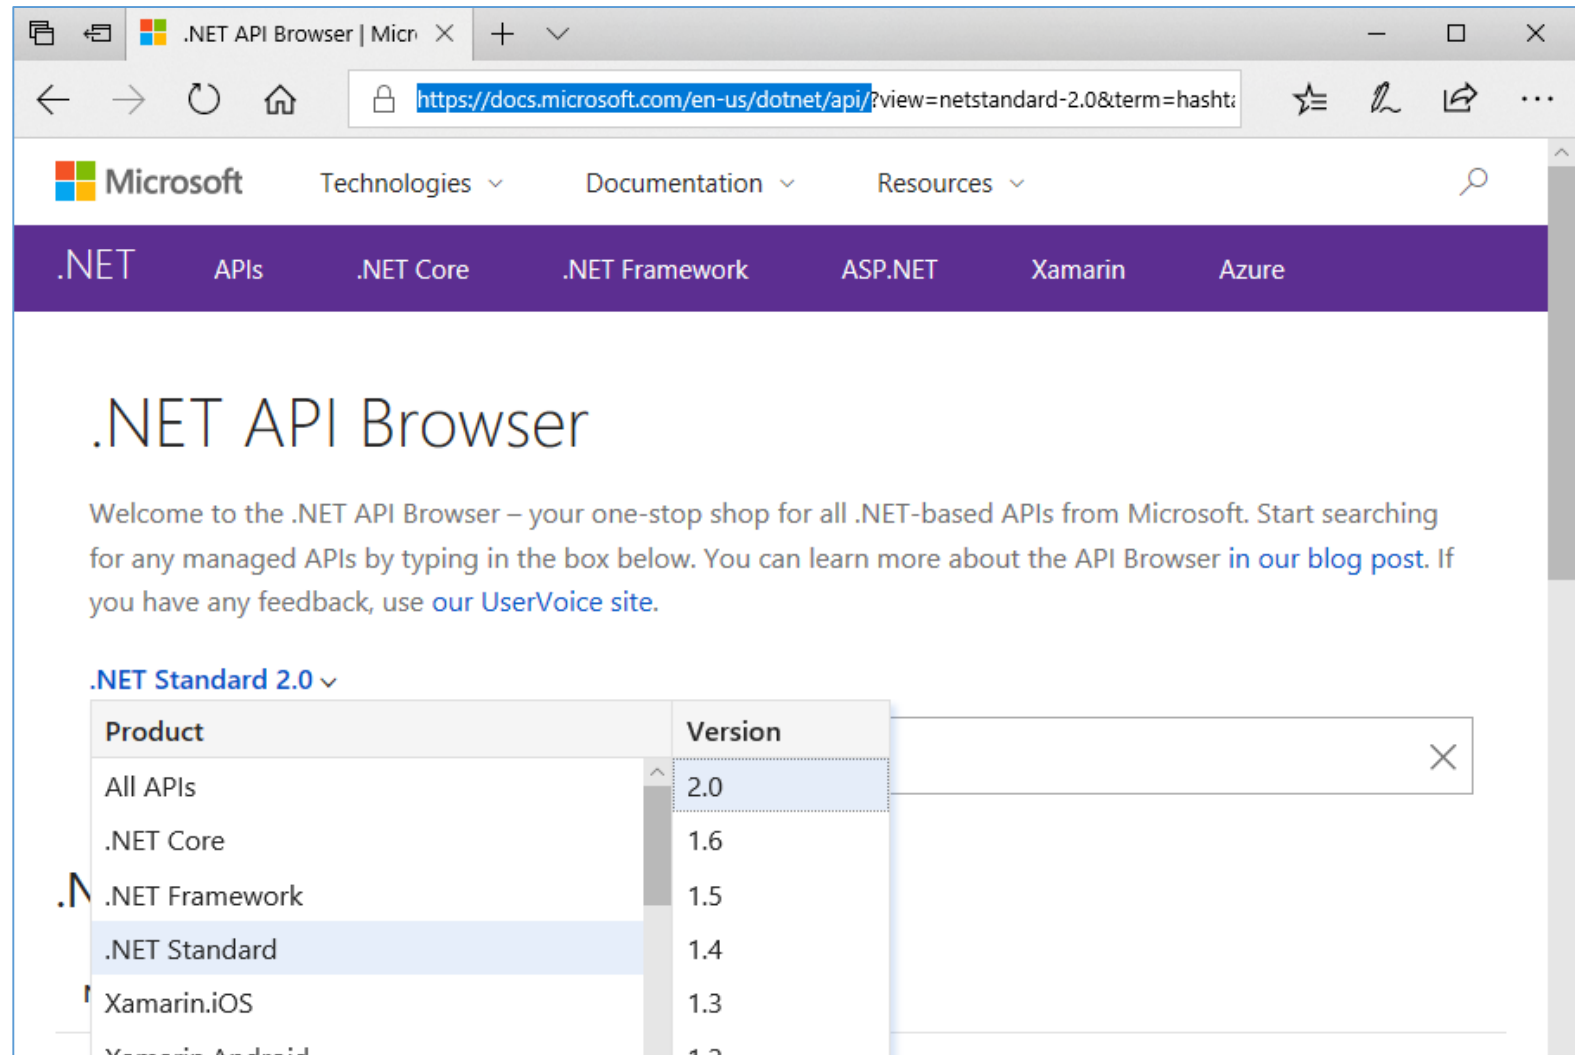 .NET API Browser | Micr
https://docs.microsoft.com/en-us/dotnet/api/?view=netstandard-2.0&term=hashta
Microsoft Technologies Documentation Resources
.NET APIs .NET Core .NET Framework ASP.NET Xamarin Azure
.NET API Browser
Welcome to the .NET API Browser – your one-stop shop for all .NET-based APIs from Microsoft. Start searching
for any managed APIs by typing in the box below. You can learn more about the API Browser in our blog post. If
you have any feedback, use our UserVoice site.
.NET Standard 2.0
Product Version
All APIs 2.0
.NET Core 1.6
.N .NET Framework 1.5
.NET Standard 1.4
Xamarin.iOS 1.3
Xamarin.Android 1.2